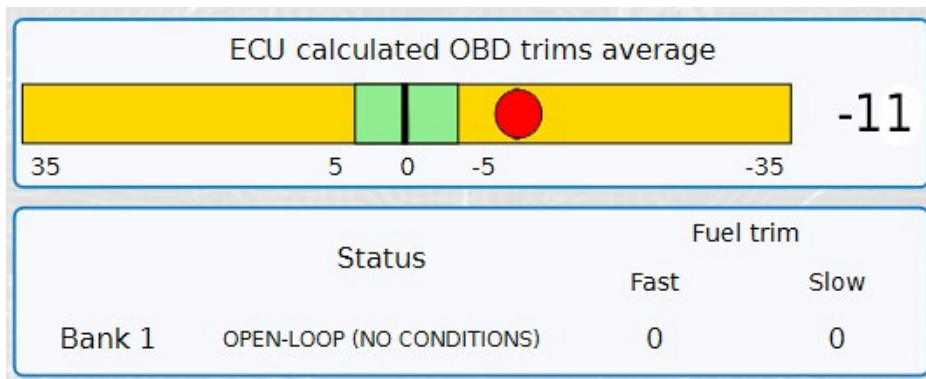 ECU calculated OBD trims average
-11
35 5 0 -5 -35
Fuel trim
Status
Fast Slow
Bank 1 OPEN-LOOP (NO CONDITIONS) 0 0